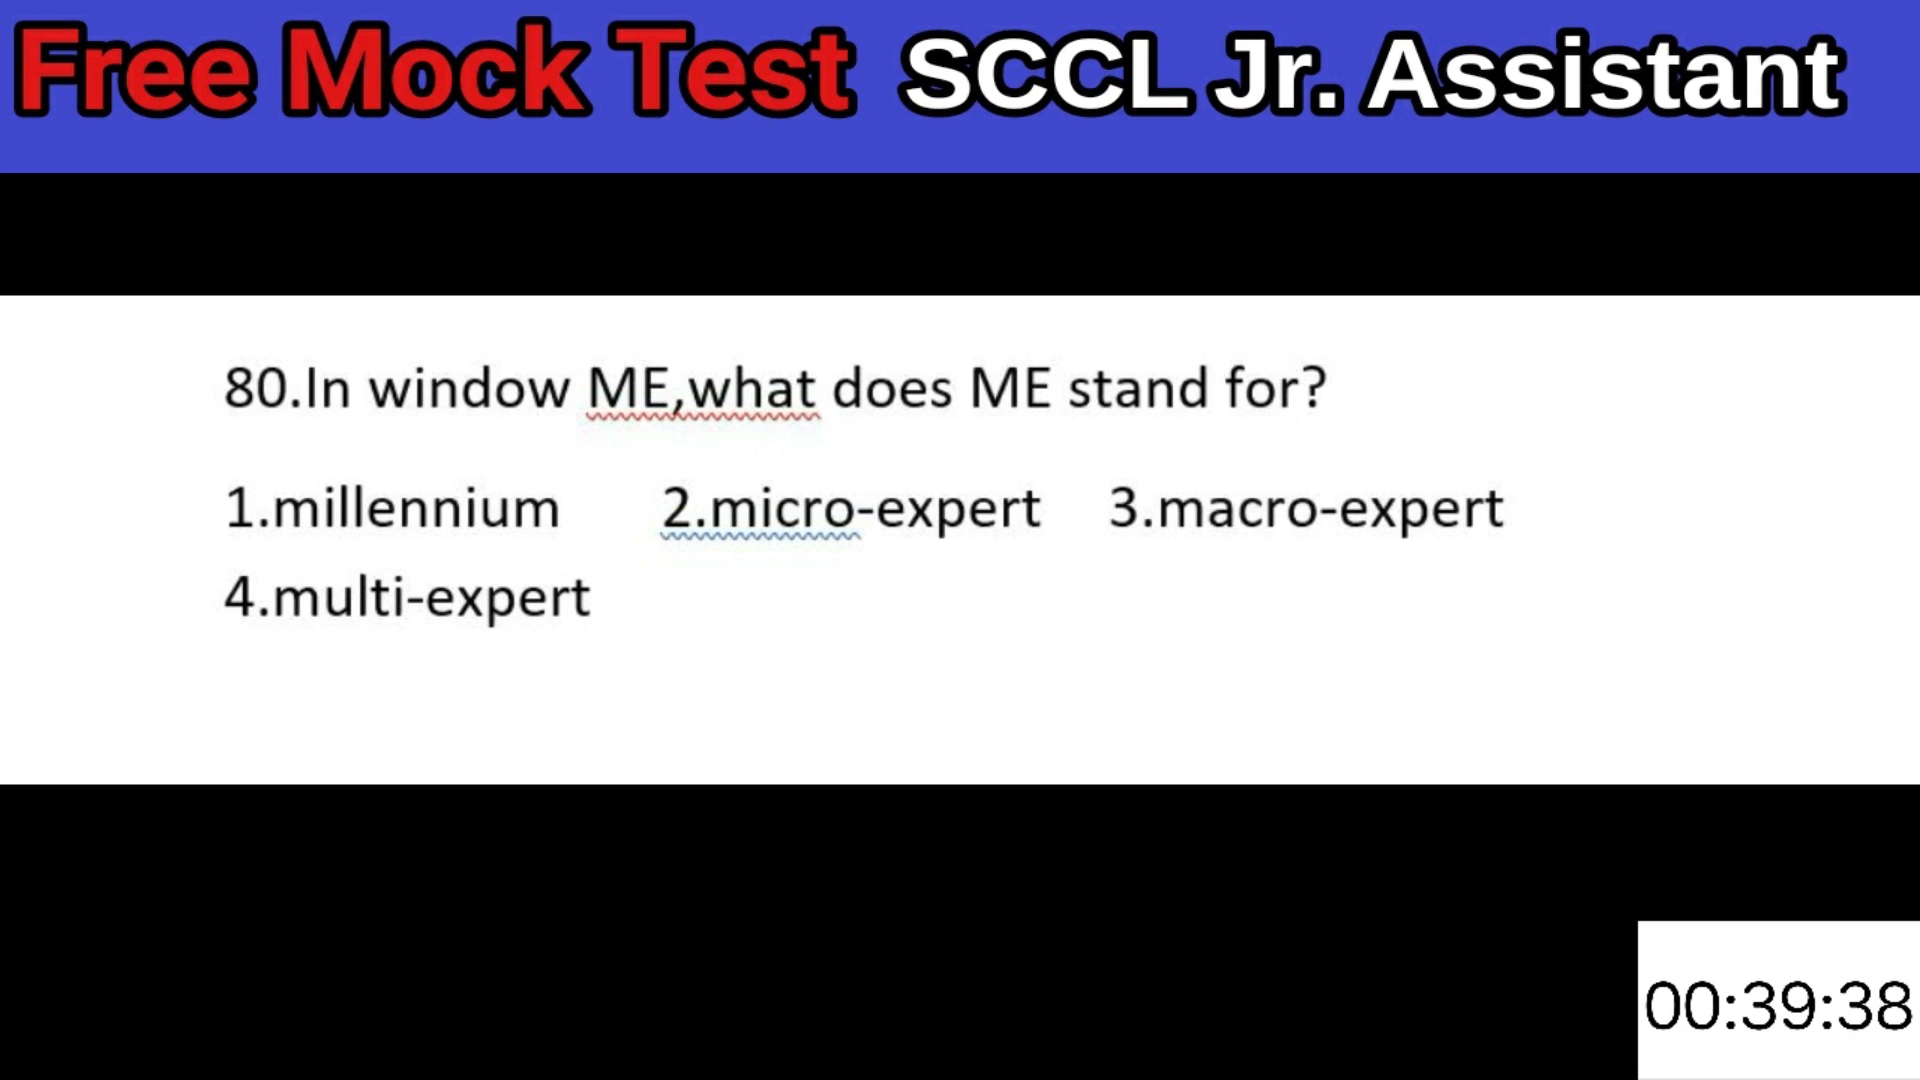 Free Mock Test SCCL Jr. Assistant
80.In window ME,what does ME stand for?
1.millennium 2.micro-expert 3.macro-expert
4.multi-expert
00:39:38